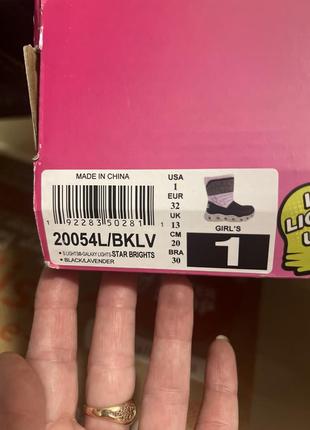 MADE IN CHINA
1 92283 50281 1
20054L/BKLV
• S LIGHTS®-GALAXY LIGHTS-STAR BRIGHTS
• BLACK/LAVENDER
USA
1
EUR
32
UK
13
CM
20
BRA
30
GIRL'S
1